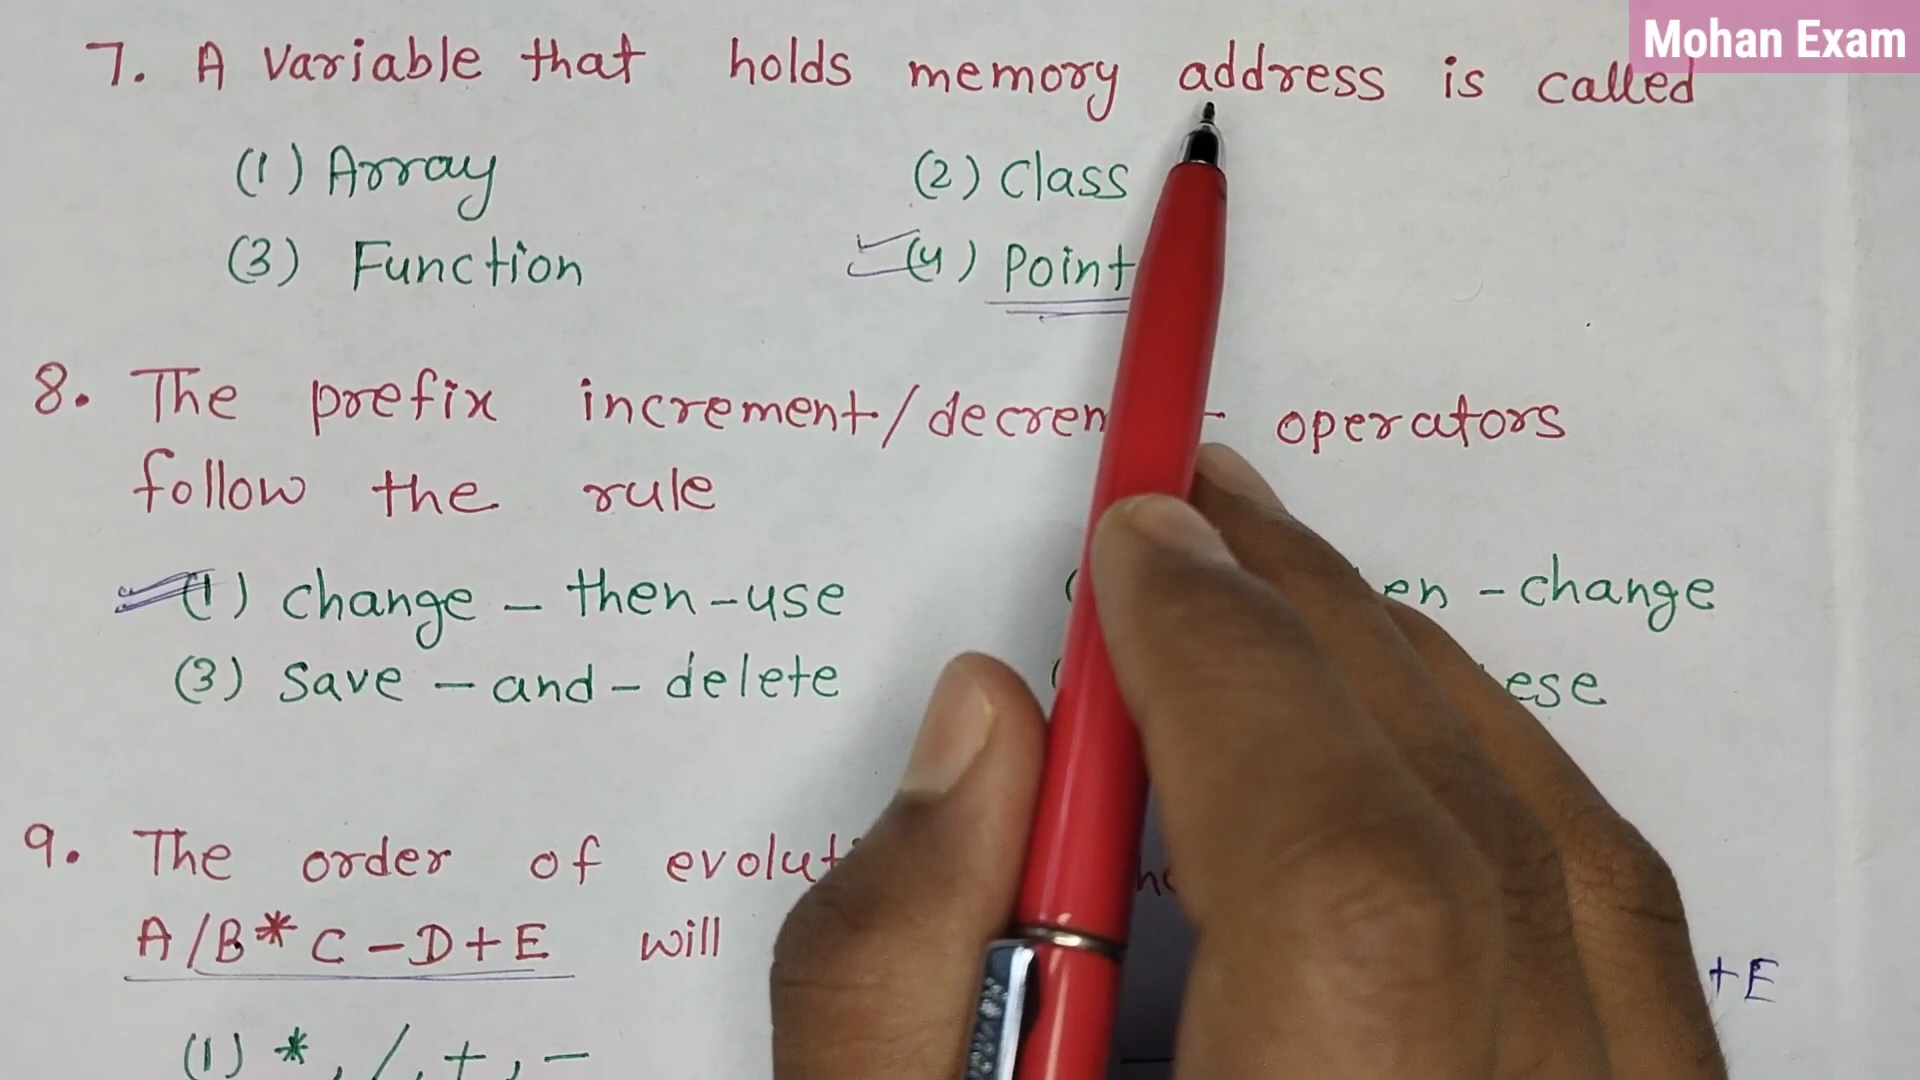 Mohan Exam
7. A variable that holds memory address is called
(1) Array (2) Class
(3) Function (4) Point
8. The prefix increment/decrem operators
follow the rule
(1) change - then - use en - change
(3) Save - and - delete ese
9. The order of evolut
A/B*C-D+E will +E
(1) *, /, +, -